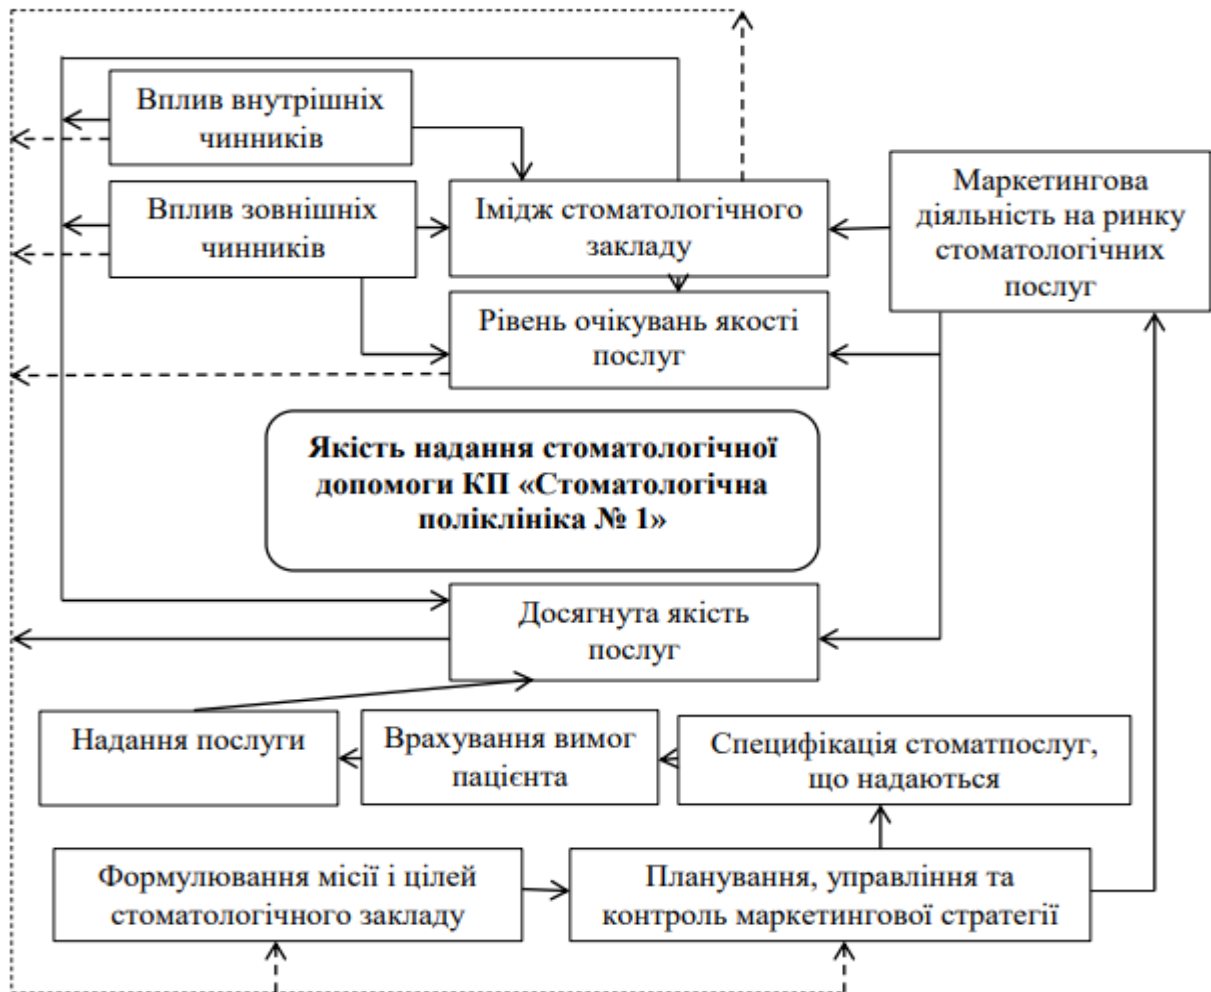 Вплив внутрішніх
чинників
Вплив зовнішніх
чинників
Імідж стоматологічного
закладу
Маркетингова
діяльність на ринку
стоматологічних
послуг
Рівень очікувань якості
послуг
Якість надання стоматологічної
допомоги КП «Стоматологічна
поліклініка № 1»
Досягнута якість
послуг
Надання послуги
Врахування вимог
пацієнта
Специфікація стоматпослуг,
що надаються
Формулювання місії і цілей
стоматологічного закладу
Планування, управління та
контроль маркетингової стратегії